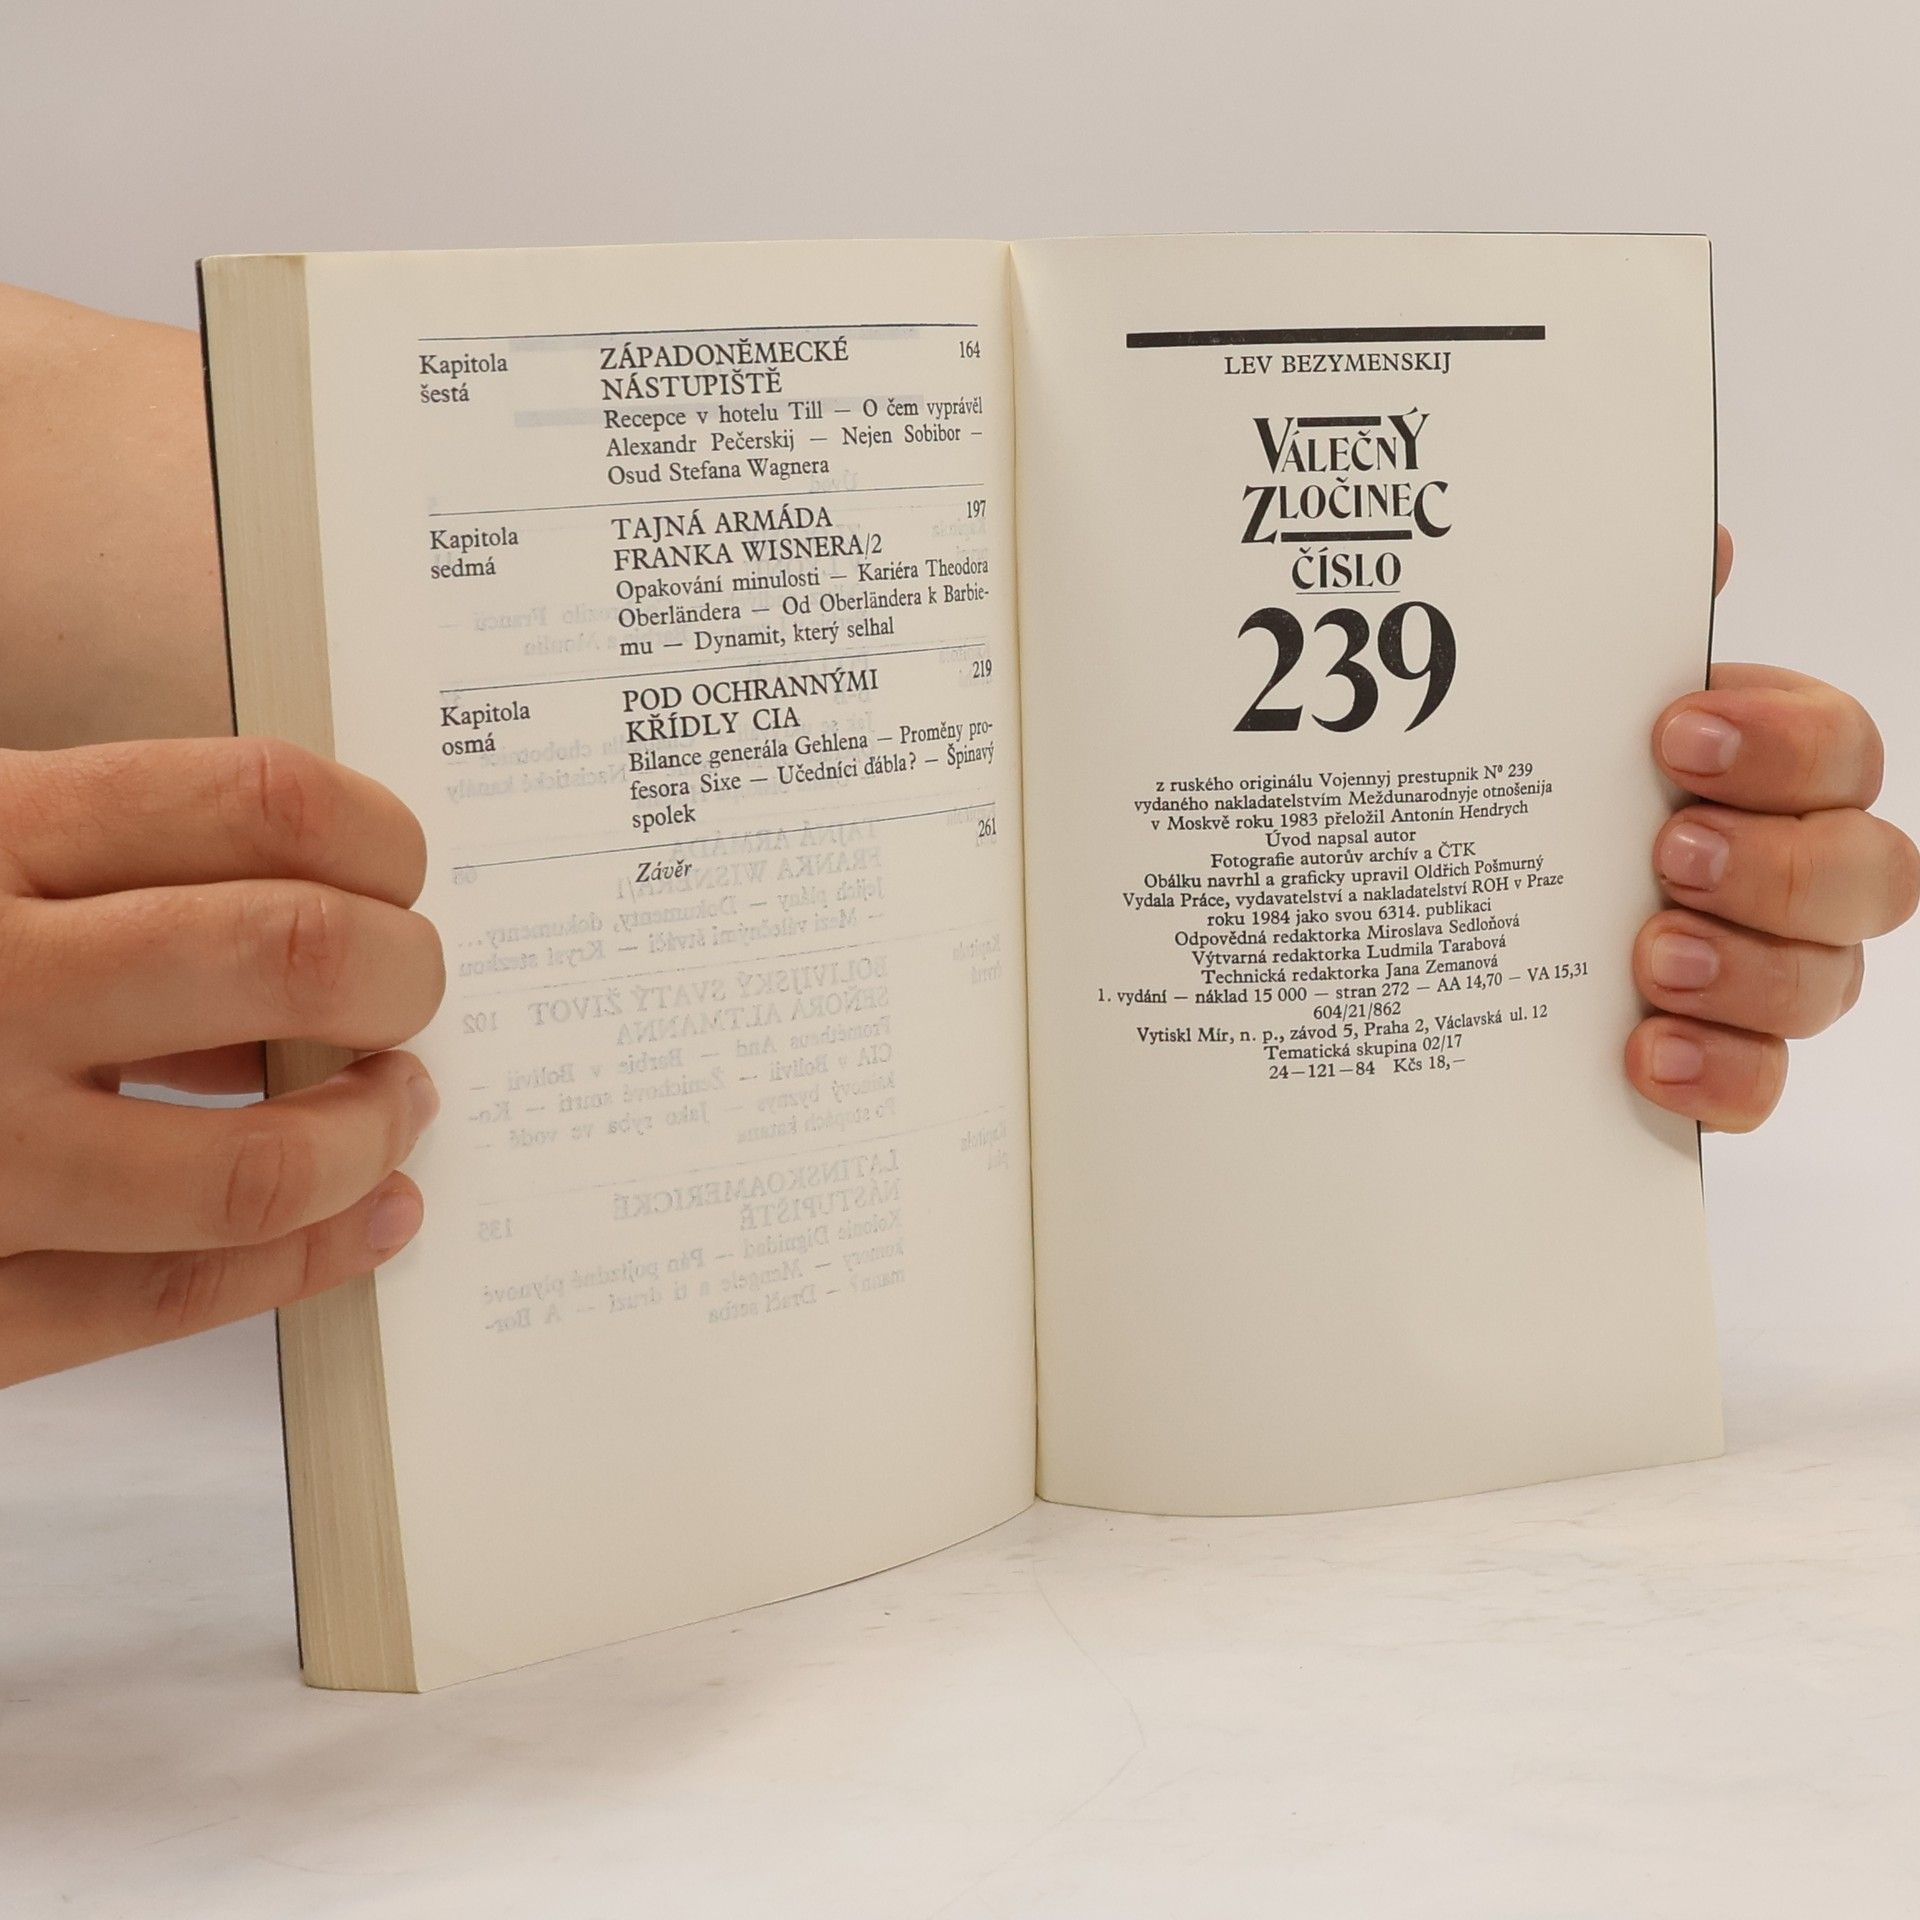 Kapitola
šestá
ZÁPADONĚMECKÉ 164
NÁSTUPIŠTĚ
Recepce v hotelu Till — O čem vyprávěl
Alexandr Pečerskij — Nejen Sobibor –
Osud Stefana Wagnera
Kapitola
sedmá
TAJNÁ ARMÁDA 197
FRANKA WISNERA/2
Opakování minulosti — Kariéra Theodora
Oberländera — Od Oberländera k Barbie-
mu — Dynamit, který selhal
Kapitola
osmá
POD OCHRANNÝMI 219
KŘÍDLY CIA
Bilance generála Gehlena — Proměny pro-
fesora Sixe — Učedníci ďábla? — Špinavý
spolek
Závěr 261
LEV BEZYMENSKIJ
VÁLEČNÝ
ZLOČINEC
ČÍSLO
239
z ruského originálu Vojennyj prestupnik Nº 239
vydaného nakladatelstvím Meždunarodnyje otnošenija
v Moskvě roku 1983 přeložil Antonín Hendrych
Úvod napsal autor
Fotografie autorův archív a ČTK
Obálku navrhl a graficky upravil Oldřich Pošmurný
Vydala Práce, vydavatelství a nakladatelství ROH v Praze
roku 1984 jako svou 6314. publikaci
Odpovědná redaktorka Miroslava Sedloňová
Výtvarná redaktorka Ludmila Tarabová
Technická redaktorka Jana Zemanová
1. vydání — náklad 15 000 — stran 272 — AA 14,70 — VA 15,31
604/21/862
Vytiskl Mír, n. p., závod 5, Praha 2, Václavská ul. 12
Tematická skupina 02/17
24—121—84 Kčs 18,—